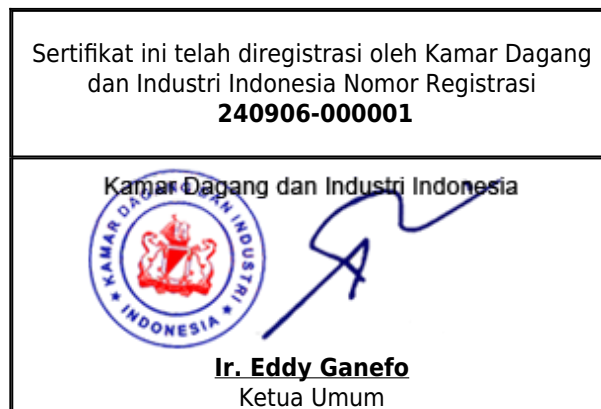 Sertifikat ini telah diregistrasi oleh Kamar Dagang
dan Industri Indonesia Nomor Registrasi
240906-000001
Kamar Dagang dan Industri Indonesia
KAMAR DAGANG DAN INDUSTRI
INDONESIA
Ir. Eddy Ganefo
Ketua Umum